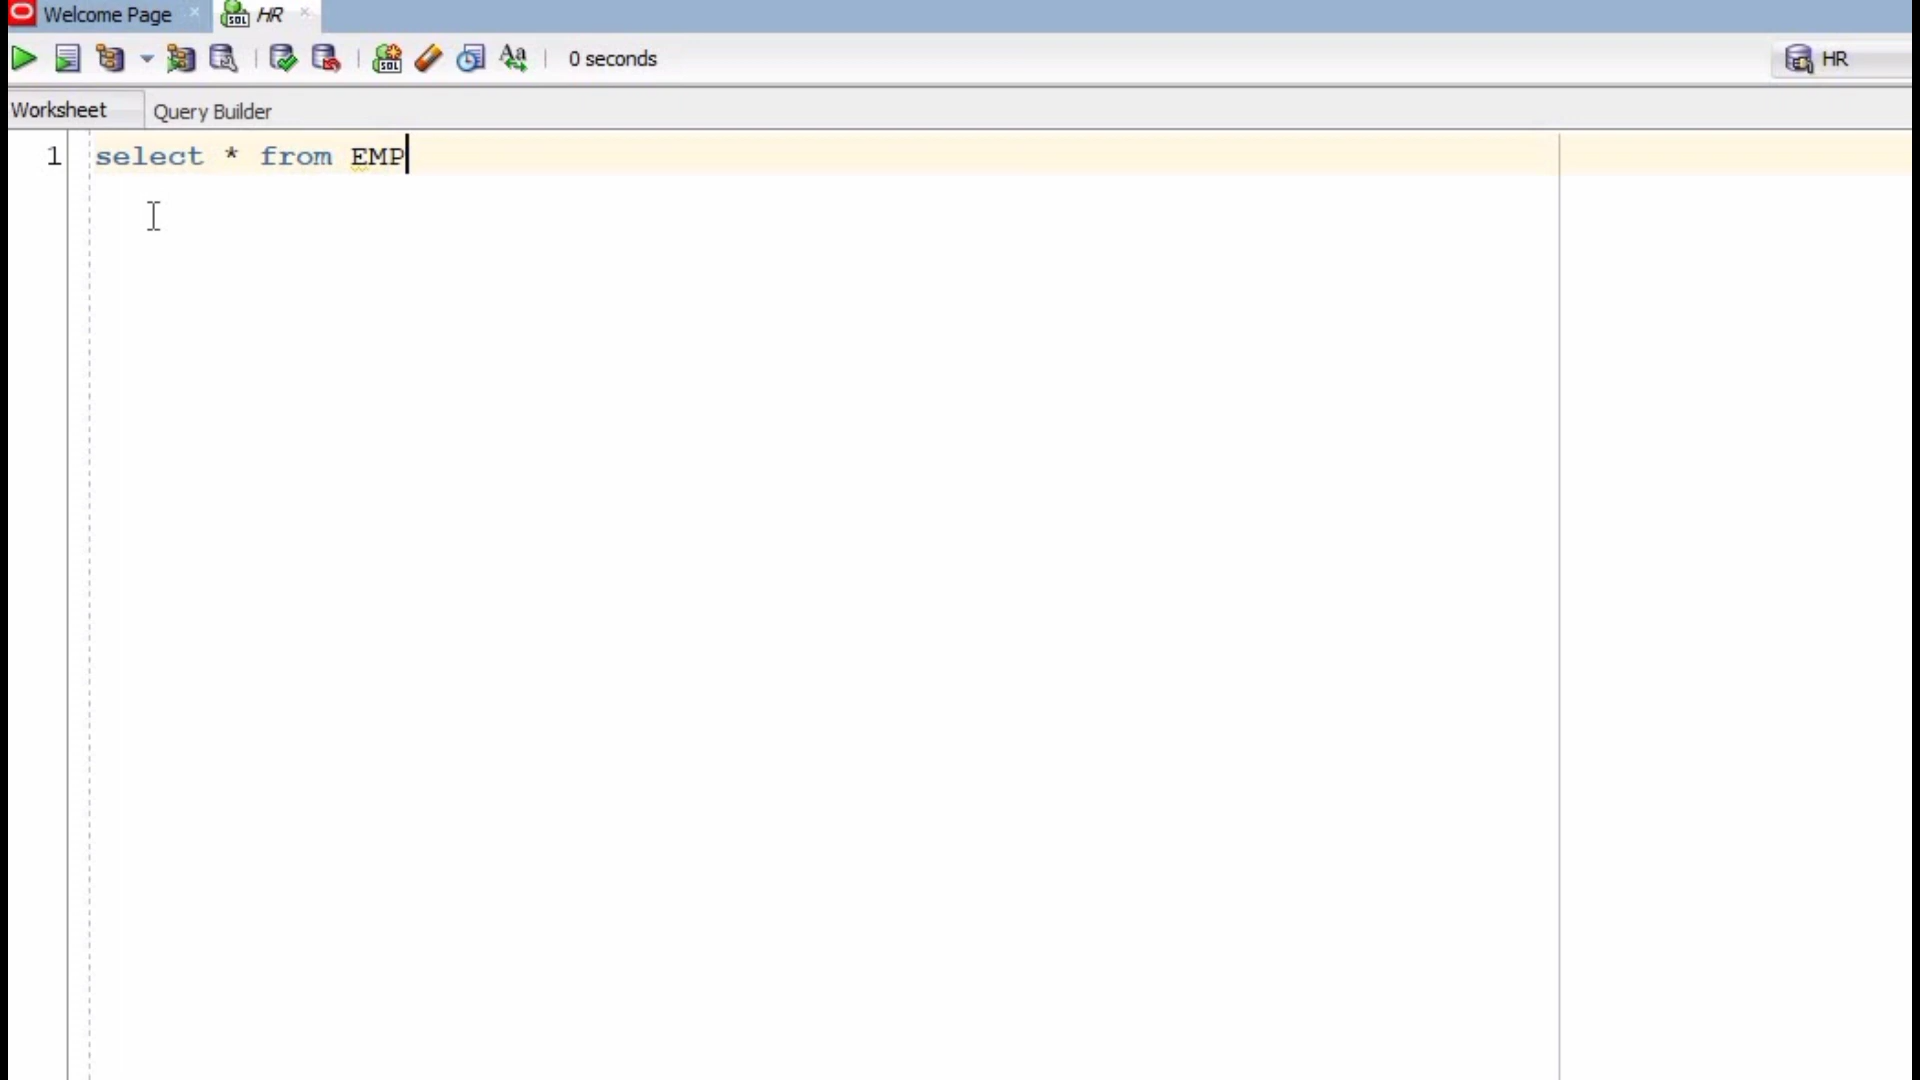 Welcome Page
HR
0 seconds
HR
Worksheet
Query Builder
1 select * from EMP